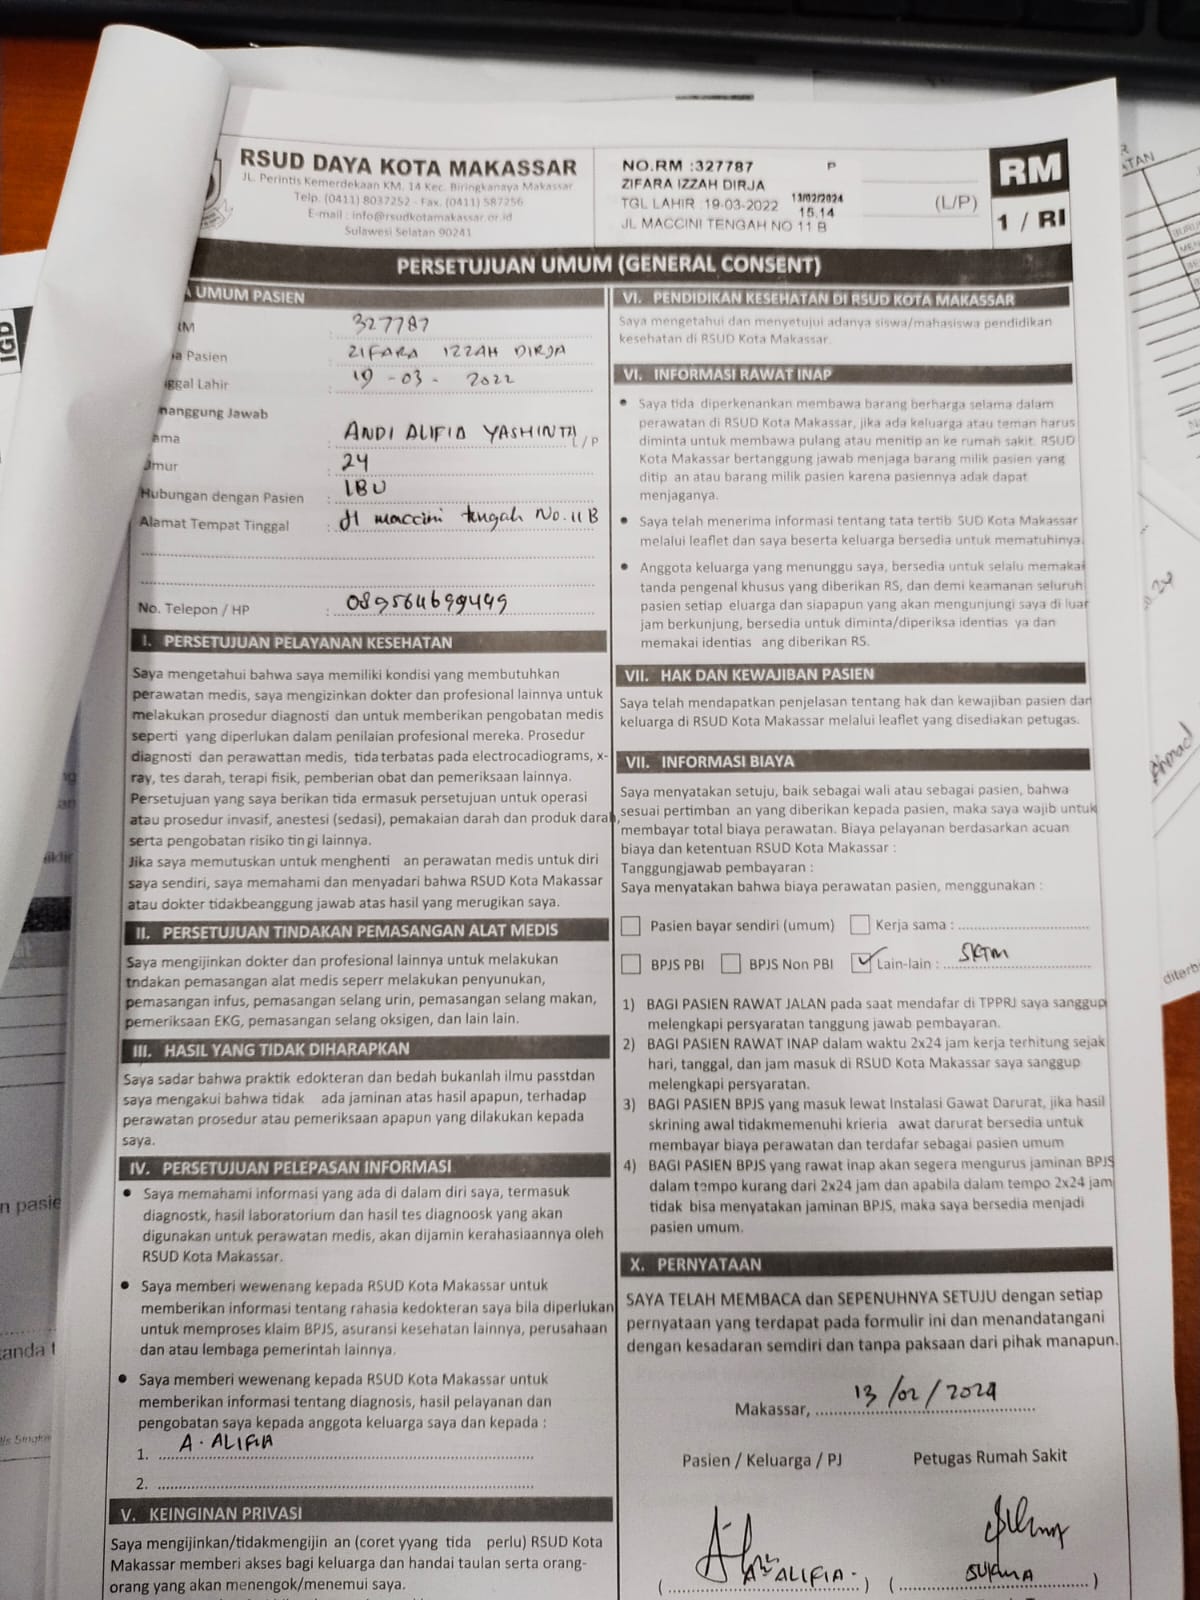 RSUD DAYA KOTA MAKASSAR
JL. Perintis Kemerdekaan KM. 14 Kec. Biringkanaya Makassar
Telp. (0411) 8037252 - Fax. (0411) 587256
E-mail : info@rsudkotamakassar.or.id
Sulawesi Selatan 90241
NO.RM :327787 P
ZIFARA IZZAH DIRJA
TGL LAHIR :19-03-2022 13/02/2024
15.14
JL MACCINI TENGAH NO 11 B
(L/P)
RM
1 / RI
PERSETUJUAN UMUM (GENERAL CONSENT)
UMUM PASIEN
RM : 327787
a Pasien : ZIFARA IZZAH DIRJA
ggal Lahir : 19 - 03 - 2022
nanggung Jawab
ama : ANDI ALIFIA YASHINTA L/P
Umur : 24
Hubungan dengan Pasien : IBU
Alamat Tempat Tinggal : Jl maccini tengah No. 11 B
No. Telepon / HP : 089564699499
I. PERSETUJUAN PELAYANAN KESEHATAN
Saya mengetahui bahwa saya memiliki kondisi yang membutuhkan
perawatan medis, saya mengizinkan dokter dan profesional lainnya untuk
melakukan prosedur diagnosti dan untuk memberikan pengobatan medis
seperti yang diperlukan dalam penilaian profesional mereka. Prosedur
diagnosti dan perawattan medis, tida terbatas pada electrocadiograms, x-
ray, tes darah, terapi fisik, pemberian obat dan pemeriksaan lainnya.
Persetujuan yang saya berikan tida ermasuk persetujuan untuk operasi
atau prosedur invasif, anestesi (sedasi), pemakaian darah dan produk darah,
serta pengobatan risiko tin gi lainnya.
Jika saya memutuskan untuk menghenti an perawatan medis untuk diri
saya sendiri, saya memahami dan menyadari bahwa RSUD Kota Makassar
atau dokter tidakbeanggung jawab atas hasil yang merugikan saya.
II. PERSETUJUAN TINDAKAN PEMASANGAN ALAT MEDIS
Saya mengijinkan dokter dan profesional lainnya untuk melakukan
tndakan pemasangan alat medis seperr melakukan penyunukan,
pemasangan infus, pemasangan selang urin, pemasangan selang makan,
pemeriksaan EKG, pemasangan selang oksigen, dan lain lain.
III. HASIL YANG TIDAK DIHARAPKAN
Saya sadar bahwa praktik edokteran dan bedah bukanlah ilmu passtdan
saya mengakui bahwa tidak ada jaminan atas hasil apapun, terhadap
perawatan prosedur atau pemeriksaan apapun yang dilakukan kepada
saya.
IV. PERSETUJUAN PELEPASAN INFORMASI
• Saya memahami informasi yang ada di dalam diri saya, termasuk
diagnostk, hasil laboratorium dan hasil tes diagnoosk yang akan
digunakan untuk perawatan medis, akan dijamin kerahasiaannya oleh
RSUD Kota Makassar.
• Saya memberi wewenang kepada RSUD Kota Makassar untuk
memberikan informasi tentang rahasia kedokteran saya bila diperlukan
untuk memproses klaim BPJS, asuransi kesehatan lainnya, perusahaan
dan atau lembaga pemerintah lainnya.
• Saya memberi wewenang kepada RSUD Kota Makassar untuk
memberikan informasi tentang diagnosis, hasil pelayanan dan
pengobatan saya kepada anggota keluarga saya dan kepada :
1. A. ALIFIA
2.
V. KEINGINAN PRIVASI
Saya mengijinkan/tidakmengijin an (coret yyang tida perlu) RSUD Kota
Makassar memberi akses bagi keluarga dan handai taulan serta orang-
orang yang akan menengok/menemui saya.
VI. PENDIDIKAN KESEHATAN DI RSUD KOTA MAKASSAR
Saya mengetahui dan menyetujui adanya siswa/mahasiswa pendidikan
kesehatan di RSUD Kota Makassar.
VI. INFORMASI RAWAT INAP
• Saya tida diperkenankan membawa barang berharga selama dalam
perawatan di RSUD Kota Makassar, jika ada keluarga atau teman harus
diminta untuk membawa pulang atau menitip an ke rumah sakit. RSUD
Kota Makassar bertanggung jawab menjaga barang milik pasien yang
ditip an atau barang milik pasien karena pasiennya adak dapat
menjaganya.
• Saya telah menerima informasi tentang tata tertib SUD Kota Makassar
melalui leaflet dan saya beserta keluarga bersedia untuk mematuhinya.
• Anggota keluarga yang menunggu saya, bersedia untuk selalu memakai
tanda pengenal khusus yang diberikan RS, dan demi keamanan seluruh
pasien setiap eluarga dan siapapun yang akan mengunjungi saya di luar
jam berkunjung, bersedia untuk diminta/diperiksa identias ya dan
memakai identias ang diberikan RS.
VII. HAK DAN KEWAJIBAN PASIEN
Saya telah mendapatkan penjelasan tentang hak dan kewajiban pasien dan
keluarga di RSUD Kota Makassar melalui leaflet yang disediakan petugas.
VII. INFORMASI BIAYA
Saya menyatakan setuju, baik sebagai wali atau sebagai pasien, bahwa
sesuai pertimban an yang diberikan kepada pasien, maka saya wajib untuk
membayar total biaya perawatan. Biaya pelayanan berdasarkan acuan
biaya dan ketentuan RSUD Kota Makassar :
Tanggungjawab pembayaran :
Saya menyatakan bahwa biaya perawatan pasien, menggunakan :
☐ Pasien bayar sendiri (umum) ☐ Kerja sama :
☐ BPJS PBI ☐ BPJS Non PBI ☑ Lain-lain : SKTM
1) BAGI PASIEN RAWAT JALAN pada saat mendafar di TPPRJ saya sanggup
melengkapi persyaratan tanggung jawab pembayaran.
2) BAGI PASIEN RAWAT INAP dalam waktu 2x24 jam kerja terhitung sejak
hari, tanggal, dan jam masuk di RSUD Kota Makassar saya sanggup
melengkapi persyaratan.
3) BAGI PASIEN BPJS yang masuk lewat Instalasi Gawat Darurat, jika hasil
skrining awal tidakmemenuhi krieria awat darurat bersedia untuk
membayar biaya perawatan dan terdafar sebagai pasien umum
4) BAGI PASIEN BPJS yang rawat inap akan segera mengurus jaminan BPJS
dalam tempo kurang dari 2x24 jam dan apabila dalam tempo 2x24 jam
tidak bisa menyatakan jaminan BPJS, maka saya bersedia menjadi
pasien umum.
X. PERNYATAAN
SAYA TELAH MEMBACA dan SEPENUHNYA SETUJU dengan setiap
pernyataan yang terdapat pada formulir ini dan menandatangani
dengan kesadaran semdiri dan tanpa paksaan dari pihak manapun.
Makassar, 13/02/2024
Pasien / Keluarga / PJ Petugas Rumah Sakit
(A. ALIFIA.) (SUKMA)
IGD
n pasie
anda t
Ahmad
diterb